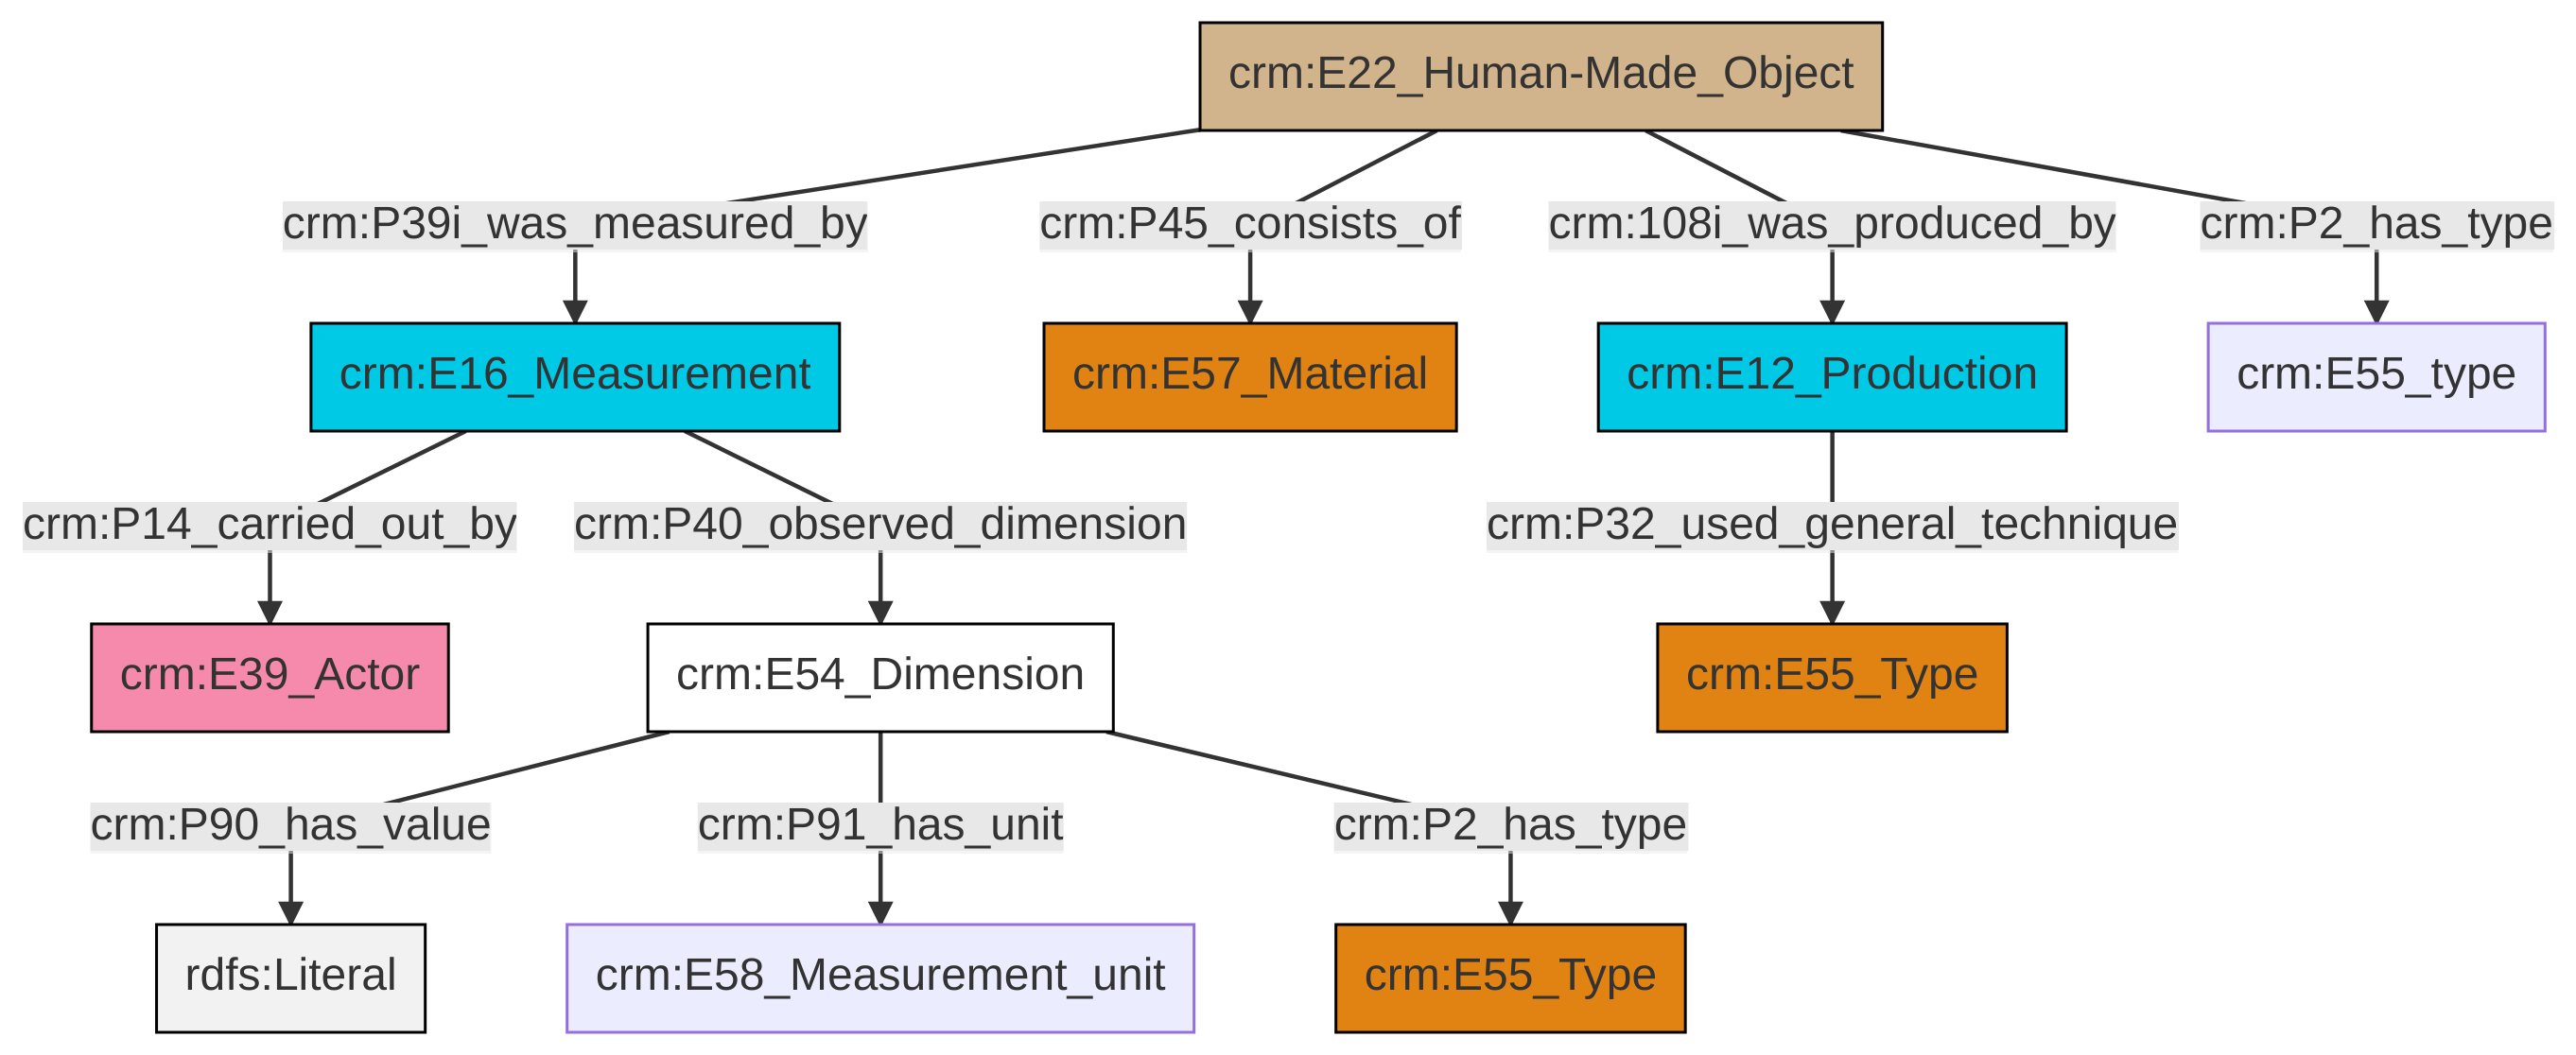 crm:E22_Human-Made_Object
crm:P39i_was_measured_by
crm:P45_consists_of
crm:108i_was_produced_by
crm:P2_has_type
crm:E16_Measurement
crm:E57_Material
crm:E12_Production
crm:E55_type
crm:P14_carried_out_by
crm:P40_observed_dimension
crm:P32_used_general_technique
crm:E39_Actor
crm:E54_Dimension
crm:E55_Type
crm:P90_has_value
crm:P91_has_unit
crm:P2_has_type
rdfs:Literal
crm:E58_Measurement_unit
crm:E55_Type